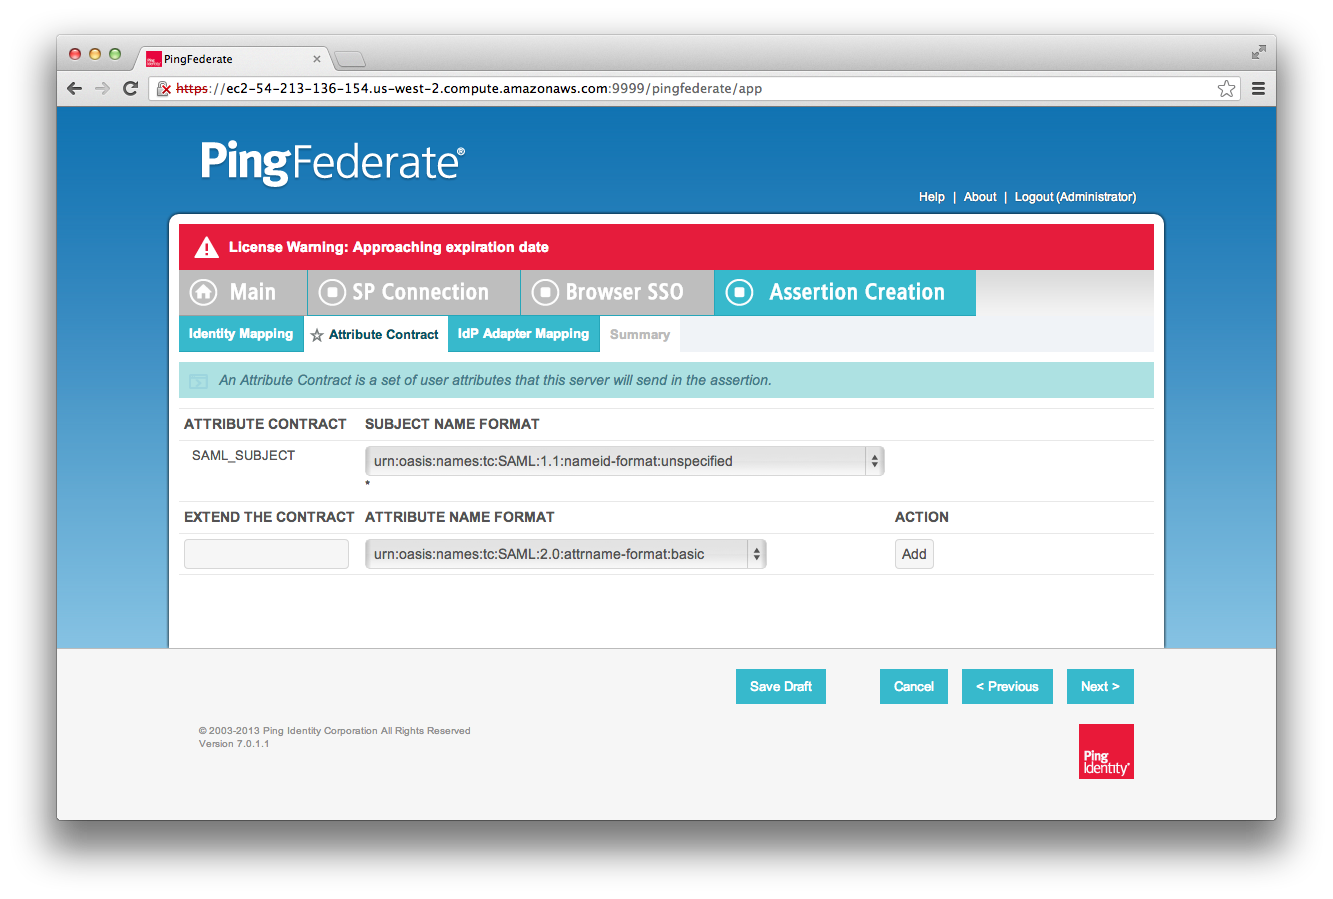 PingFederate
https://ec2-54-213-136-154.us-west-2.compute.amazonaws.com:9999/pingfederate/app
PingFederate®
Help | About | Logout (Administrator)
License Warning: Approaching expiration date
Main SP Connection Browser SSO Assertion Creation
Identity Mapping Attribute Contract IdP Adapter Mapping Summary
An Attribute Contract is a set of user attributes that this server will send in the assertion.
ATTRIBUTE CONTRACT SUBJECT NAME FORMAT
SAML_SUBJECT urn:oasis:names:tc:SAML:1.1:nameid-format:unspecified
*
EXTEND THE CONTRACT ATTRIBUTE NAME FORMAT ACTION
urn:oasis:names:tc:SAML:2.0:attrname-format:basic Add
Save Draft Cancel < Previous Next >
© 2003-2013 Ping Identity Corporation All Rights Reserved
Version 7.0.1.1
Ping
Identity